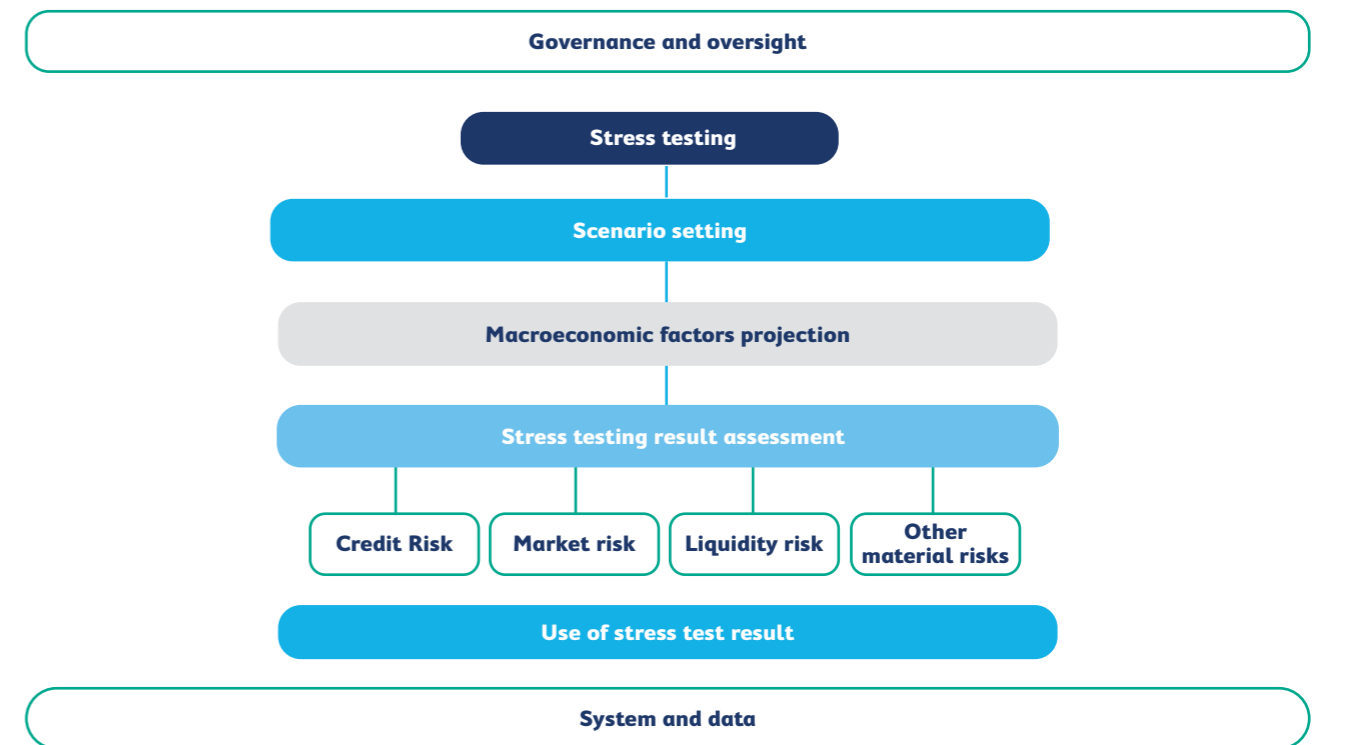 Governance and oversight
Stress testing
Scenario setting
Macroeconomic factors projection
Stress testing result assessment
Credit Risk
Market risk
Liquidity risk
Other
material risks
Use of stress test result
System and data